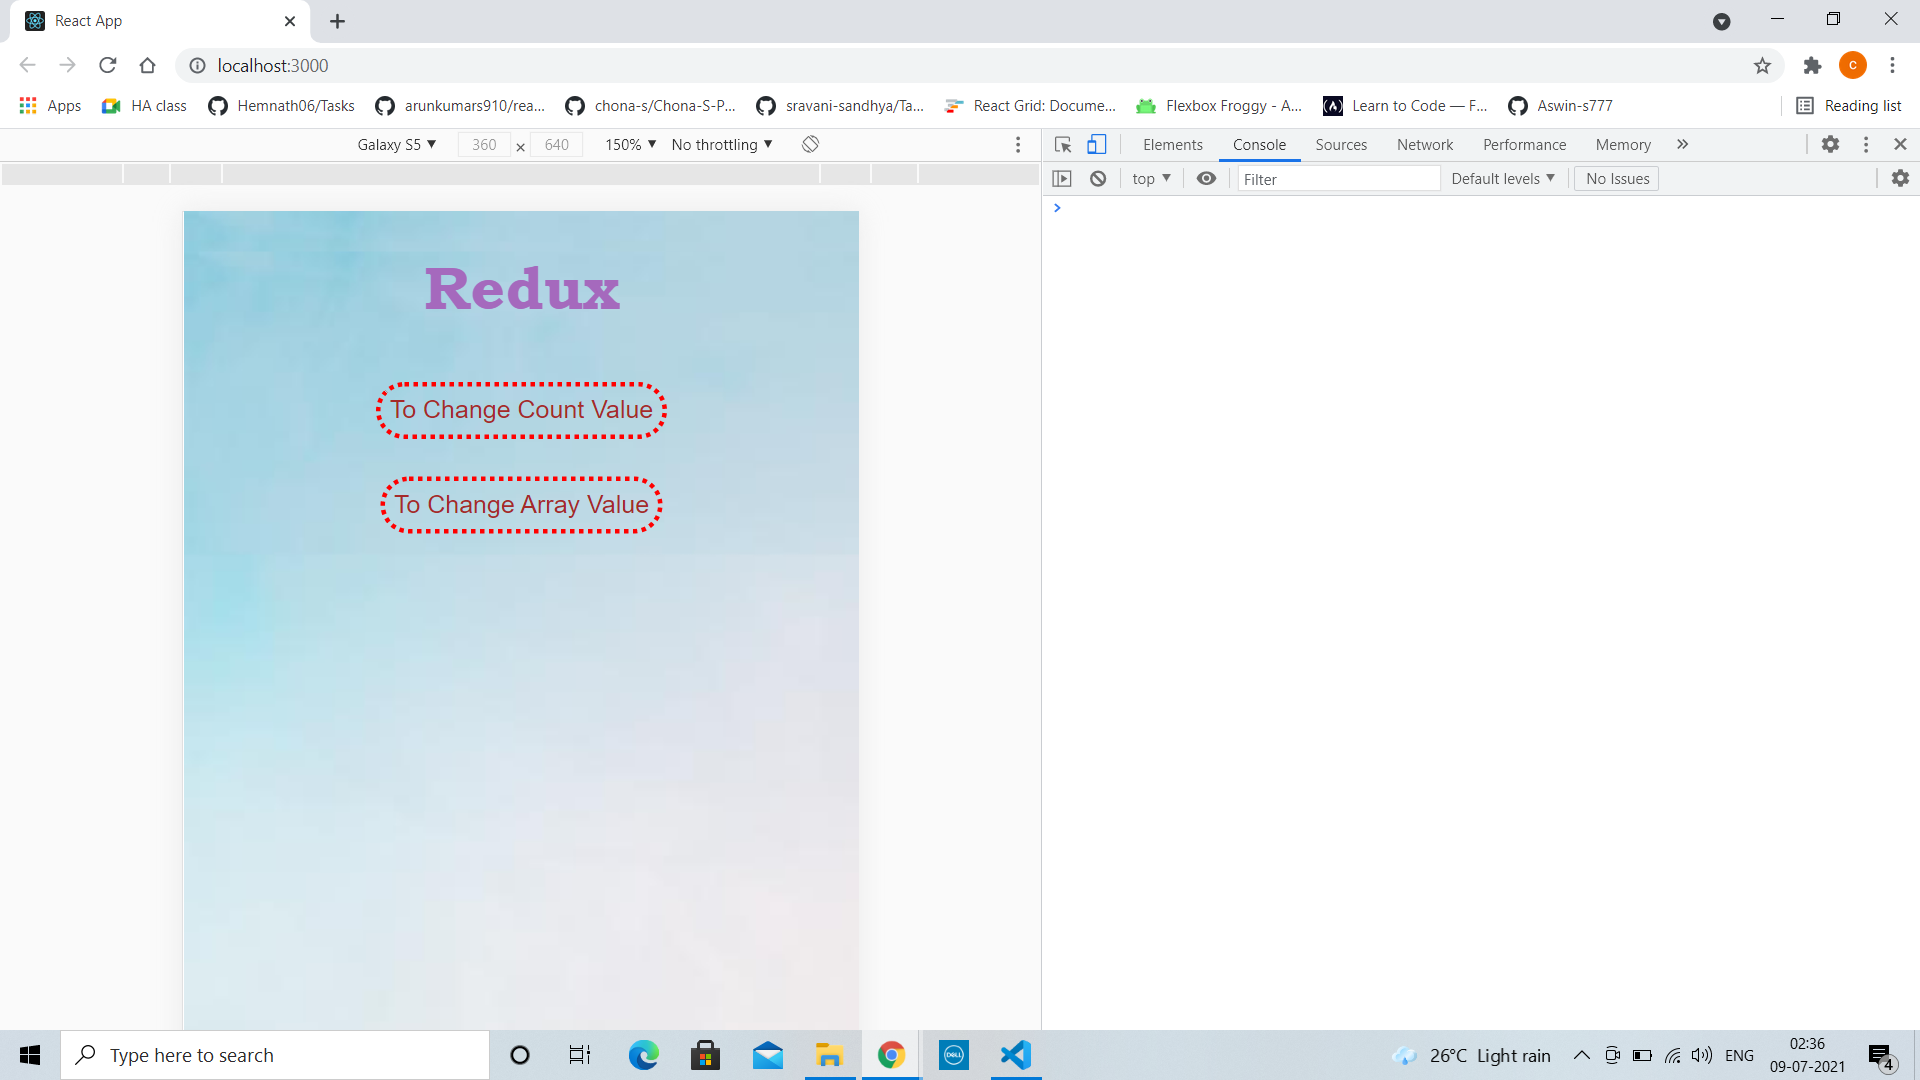 React App
localhost:3000
Apps
HA class
Hemnath06/Tasks
arunkumars910/rea...
chona-s/Chona-S-P...
sravani-sandhya/Ta...
React Grid: Docume...
Flexbox Froggy - A...
Learn to Code — F...
Aswin-s777
Reading list
Galaxy S5 ▼ 360 × 640 150% ▼ No throttling ▼
Elements Console Sources Network Performance Memory »
top ▼ Filter Default levels ▼ No Issues
Redux
To Change Count Value
To Change Array Value
Type here to search
DELL
26°C Light rain
ENG
02:36
09-07-2021
4
C